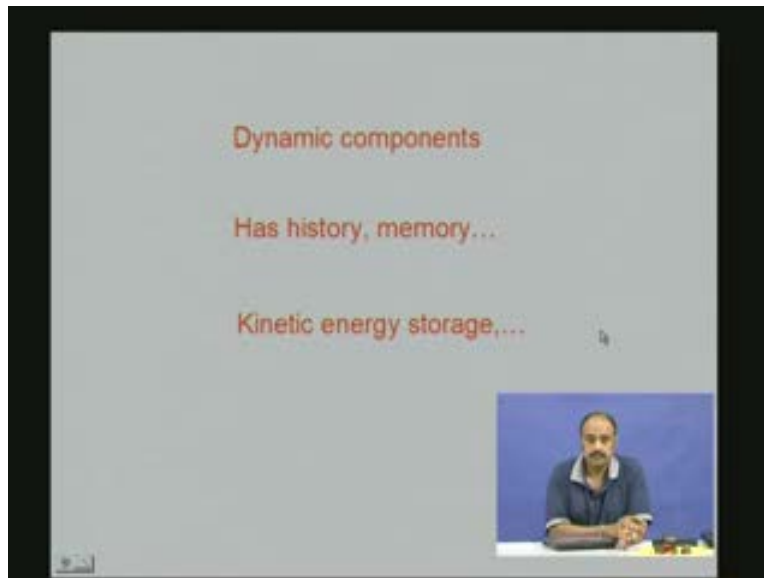 Dynamic components
Has history, memory...
Kinetic energy storage,...